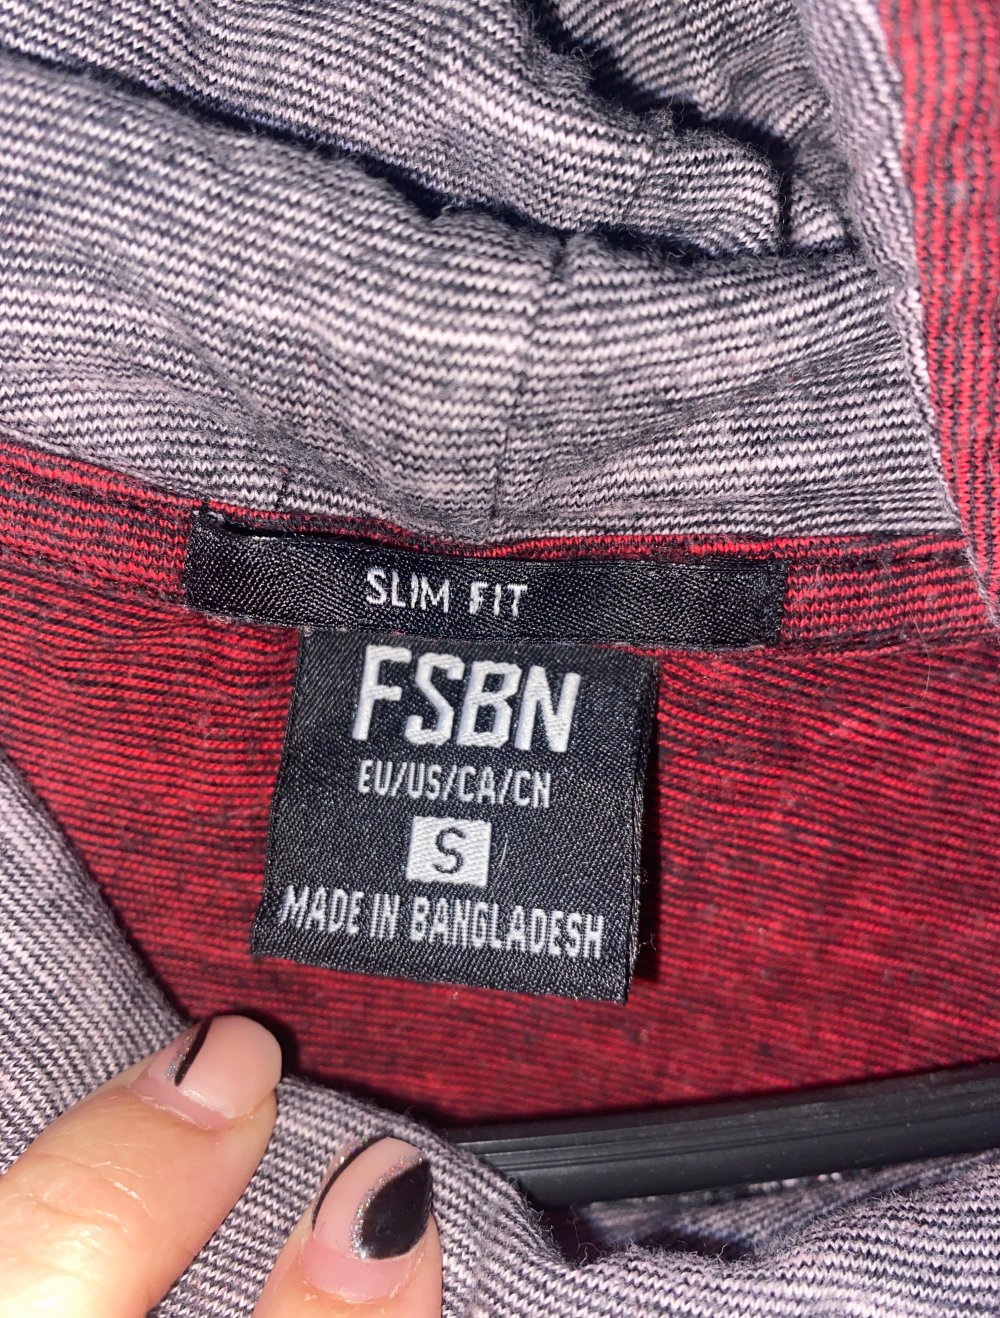 SLIM FIT
FSBN
EU/US/CA/CN
S
MADE IN BANGLADESH